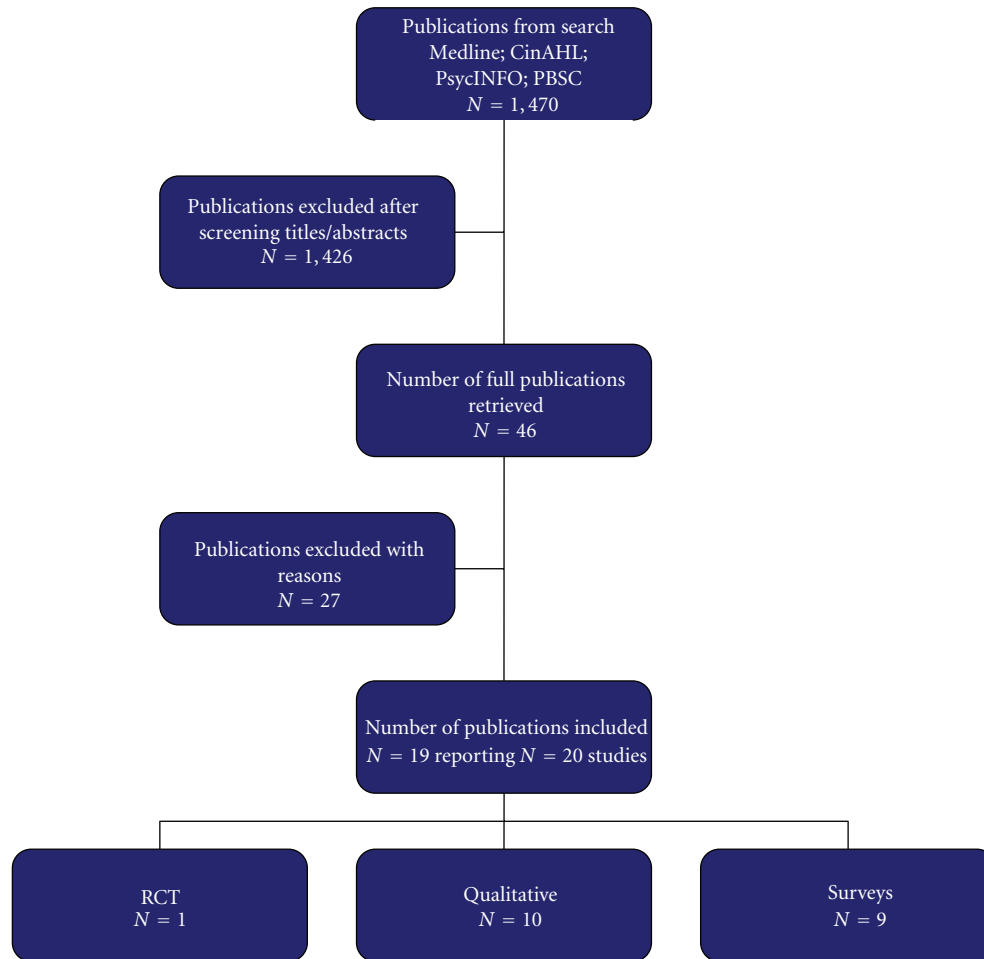 Publications from search
Medline; CinAHL;
PsycINFO; PBSC
N = 1, 470
Publications excluded after
screening titles/abstracts
N = 1, 426
Number of full publications
retrieved
N = 46
Publications excluded with
reasons
N = 27
Number of publications included
N = 19 reporting N = 20 studies
RCT
N = 1
Qualitative
N = 10
Surveys
N = 9